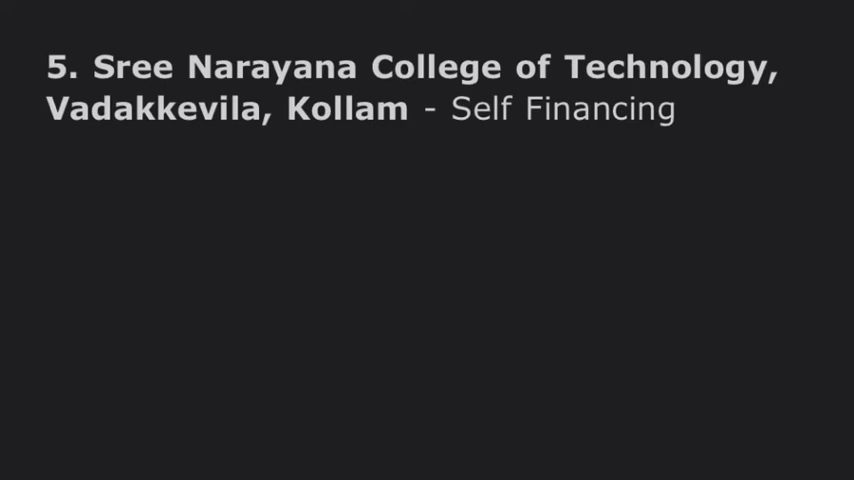 5. Sree Narayana College of Technology,
Vadakkevila, Kollam - Self Financing